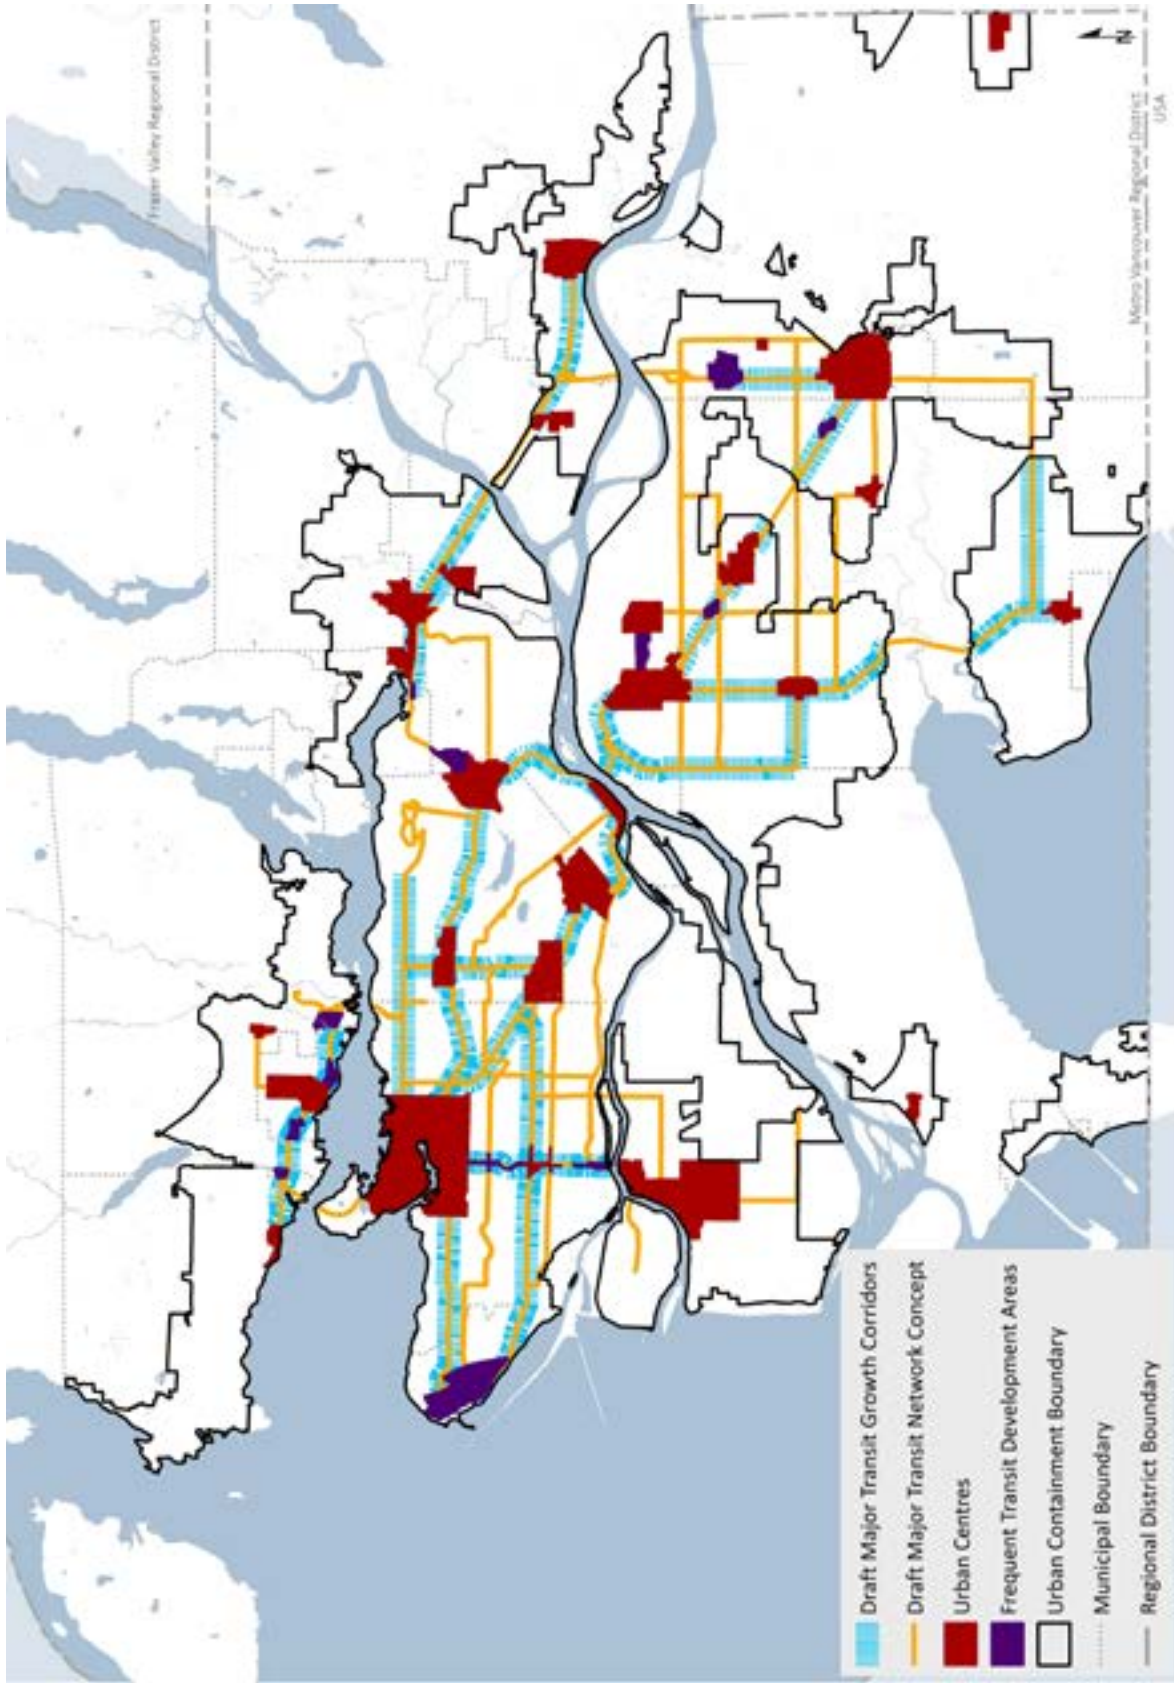 Fraser Valley Regional District
Metro Vancouver Regional District
USA
N
Draft Major Transit Growth Corridors
Draft Major Transit Network Concept
Urban Centres
Frequent Transit Development Areas
Urban Containment Boundary
Municipal Boundary
Regional District Boundary